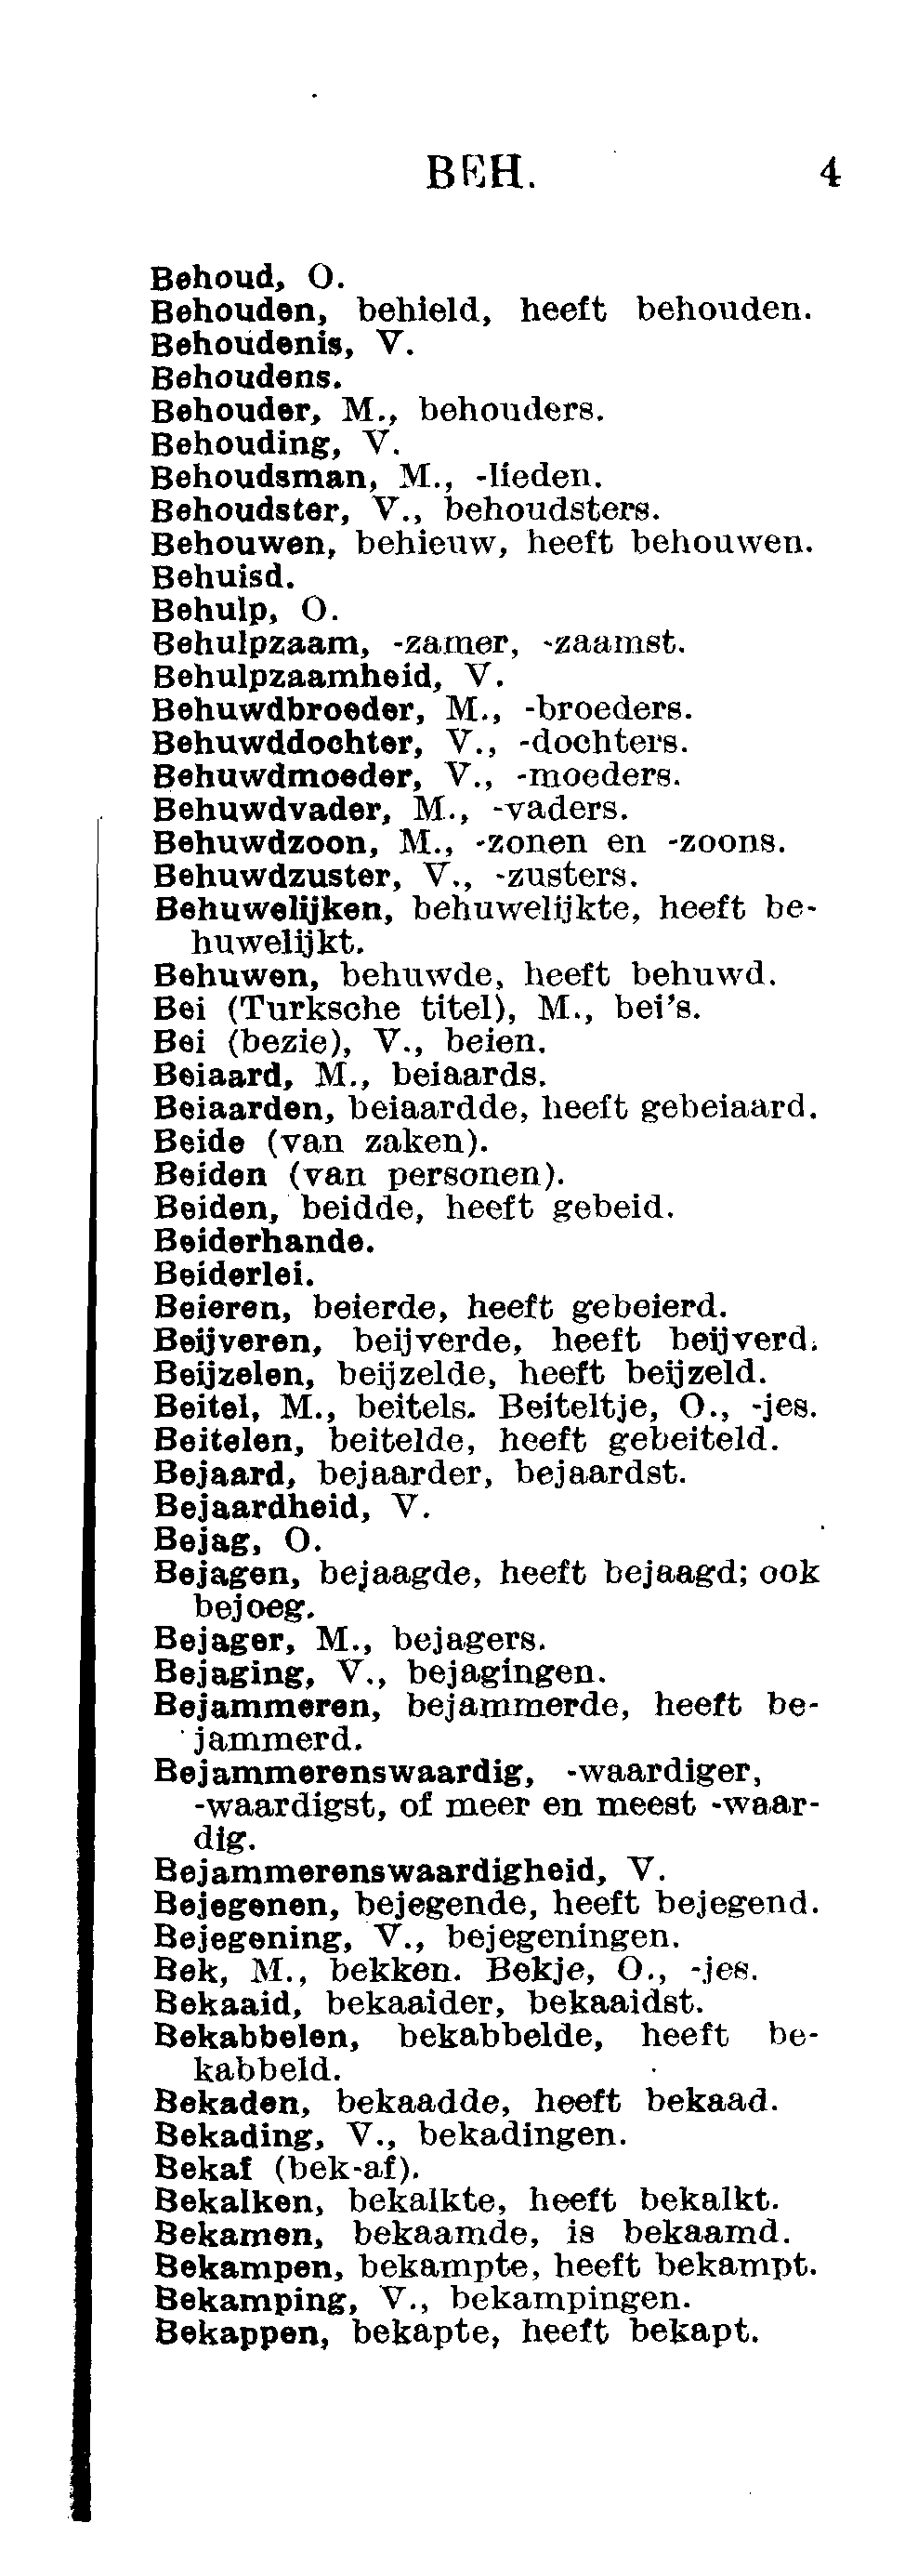 BEH. 4
Behoud, O.
Behouden, behield, heeft behouden.
Behoudenis, V.
Behoudens.
Behouder, M., behouders.
Behouding, V.
Behoudsman, M., -lieden.
Behoudster, V., behoudsters.
Behouwen, behieuw, heeft behouwen.
Behuisd.
Behulp, O.
Behulpzaam, -zamer, -zaamst.
Behulpzaamheid, V.
Behuwdbroeder, M., -broeders.
Behuwddochter, V., -dochters.
Behuwdmoeder, V., -moeders.
Behuwdvader, M., -vaders.
Behuwdzoon, M., -zonen en -zoons.
Behuwdzuster, V., -zusters.
Behuwelijken, behuwelijkte, heeft be-
huwelijkt.
Behuwen, behuwde, heeft behuwd.
Bei (Turksche titel), M., bei's.
Bei (bezie), V., beien.
Beiaard, M., beiaards.
Beiaarden, beiaardde, heeft gebeiaard.
Beide (van zaken).
Beiden (van personen).
Beiden, beidde, heeft gebeid.
Beiderhande.
Beiderlei.
Beieren, beierde, heeft gebeierd.
Beijveren, beijverde, heeft beijverd.
Beijzelen, beijzelde, heeft beijzeld.
Beitel, M., beitels. Beiteltje, O., -jes.
Beitelen, beitelde, heeft gebeiteld.
Bejaard, bejaarder, bejaardst.
Bejaardheid, V.
Bejag, O.
Bejagen, bejaagde, heeft bejaagd; ook
bejoeg.
Bejager, M., bejagers.
Bejaging, V., bejagingen.
Bejammeren, bejammerde, heeft be-
jammerd.
Bejammerenswaardig, -waardiger,
-waardigst, of meer en meest -waar-
dig.
Bejammerenswaardigheid, V.
Bejegenen, bejegende, heeft bejegend.
Bejegening, V., bejegeningen.
Bek, M., bekken. Bekje, O., -jes.
Bekaaid, bekaaider, bekaaidst.
Bekabbelen, bekabbelde, heeft be-
kabbeld.
Bekaden, bekaadde, heeft bekaad.
Bekading, V., bekadingen.
Bekaf (bek-af).
Bekalken, bekalkte, heeft bekalkt.
Bekamen, bekaamde, is bekaamd.
Bekampen, bekampte, heeft bekampt.
Bekamping, V., bekampingen.
Bekappen, bekapte, heeft bekapt.